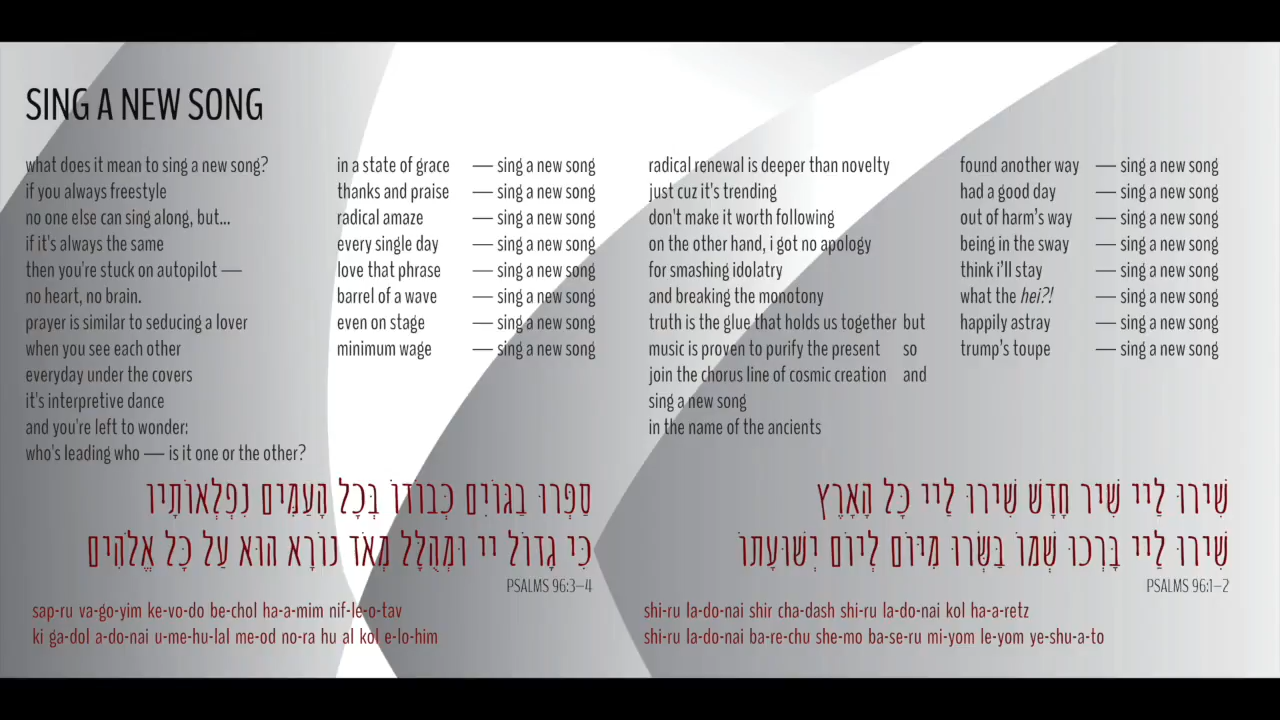 SING A NEW SONG
what does it mean to sing a new song?
if you always freestyle
no one else can sing along, but...
if it's always the same
then you're stuck on autopilot —
no heart, no brain.
prayer is similar to seducing a lover
when you see each other
everyday under the covers
it's interpretive dance
and you're left to wonder:
who's leading who — is it one or the other?
in a state of grace — sing a new song
thanks and praise — sing a new song
radical amaze — sing a new song
every single day — sing a new song
love that phrase — sing a new song
barrel of a wave — sing a new song
even on stage — sing a new song
minimum wage — sing a new song
radical renewal is deeper than novelty
just cuz it's trending
don't make it worth following
on the other hand, i got no apology
for smashing idolatry
and breaking the monotony
truth is the glue that holds us together but
music is proven to purify the present so
join the chorus line of cosmic creation and
sing a new song
in the name of the ancients
found another way — sing a new song
had a good day — sing a new song
out of harm's way — sing a new song
being in the sway — sing a new song
think i'll stay — sing a new song
what the hei?! — sing a new song
happily astray — sing a new song
trump's toupe — sing a new song
שִׁירוּ לַיי שִׁיר חָדָשׁ שִׁירוּ לַיי כָּל הָאָרֶץ
שִׁירוּ לַיי בָּרְכוּ שְׁמוֹ בַּשְּׂרוּ מִיּוֹם לְיוֹם יְשׁוּעָתוֹ
PSALMS 96:1–2
shi-ru la-do-nai shir cha-dash shi-ru la-do-nai kol ha-a-retz
shi-ru la-do-nai ba-re-chu she-mo ba-se-ru mi-yom le-yom ye-shu-a-to
סַפְּרוּ בַגּוֹיִם כְּבוֹדוֹ בְּכָל הָעַמִּים נִפְלְאוֹתָיו
כִּי גָדוֹל יי וּמְהֻלָּל מְאֹד נוֹרָא הוּא עַל כָּל אֱלֹהִים
PSALMS 96:3–4
sap-ru va-go-yim ke-vo-do be-chol ha-a-mim nif-le-o-tav
ki ga-dol a-do-nai u-me-hu-lal me-od no-ra hu al kol e-lo-him